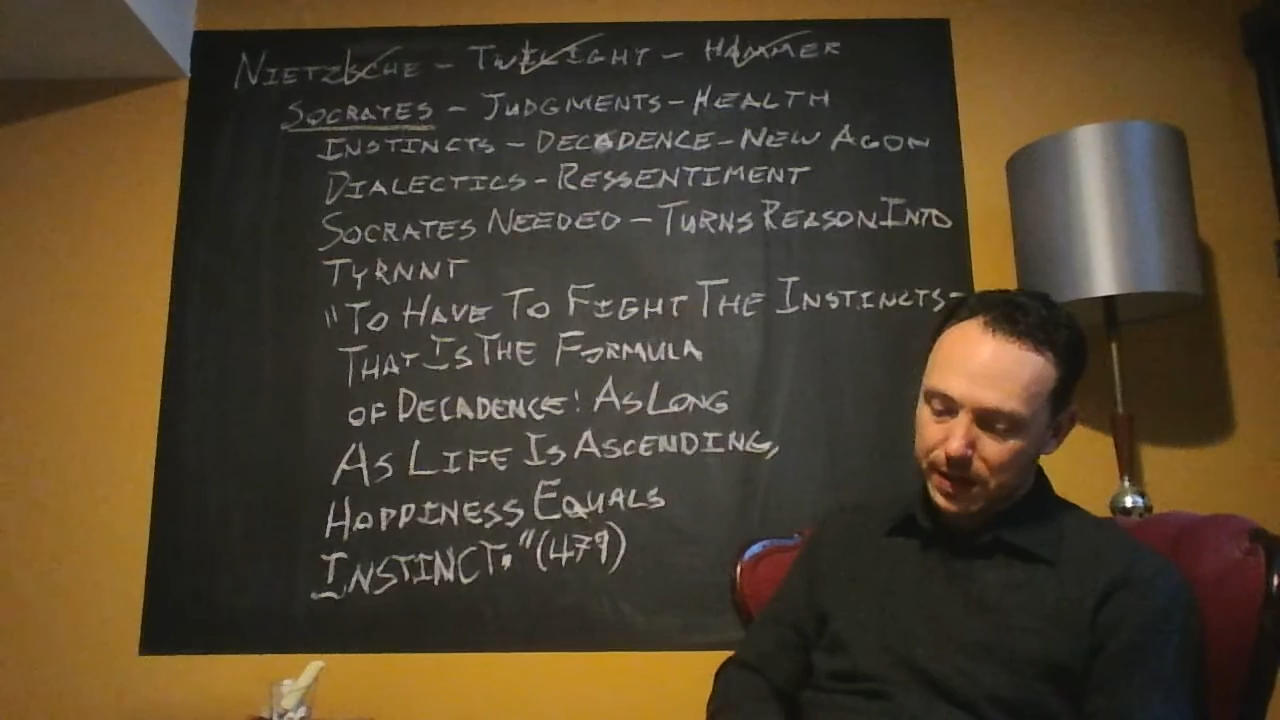 NIETZSCHE - TWILIGHT - HAMMER
SOCRATES - JUDGMENTS - HEALTH
INSTINCTS - DECADENCE - NEW AGON
DIALECTICS - RESSENTIMENT
SOCRATES NEEDED - TURNS REASON INTO
TYRNNT
"TO HAVE TO FIGHT THE INSTINCTS-
THAT IS THE FORMULA
OF DECADENCE: AS LONG
AS LIFE IS ASCENDING,
HAPPINESS EQUALS
INSTINCT." (479)